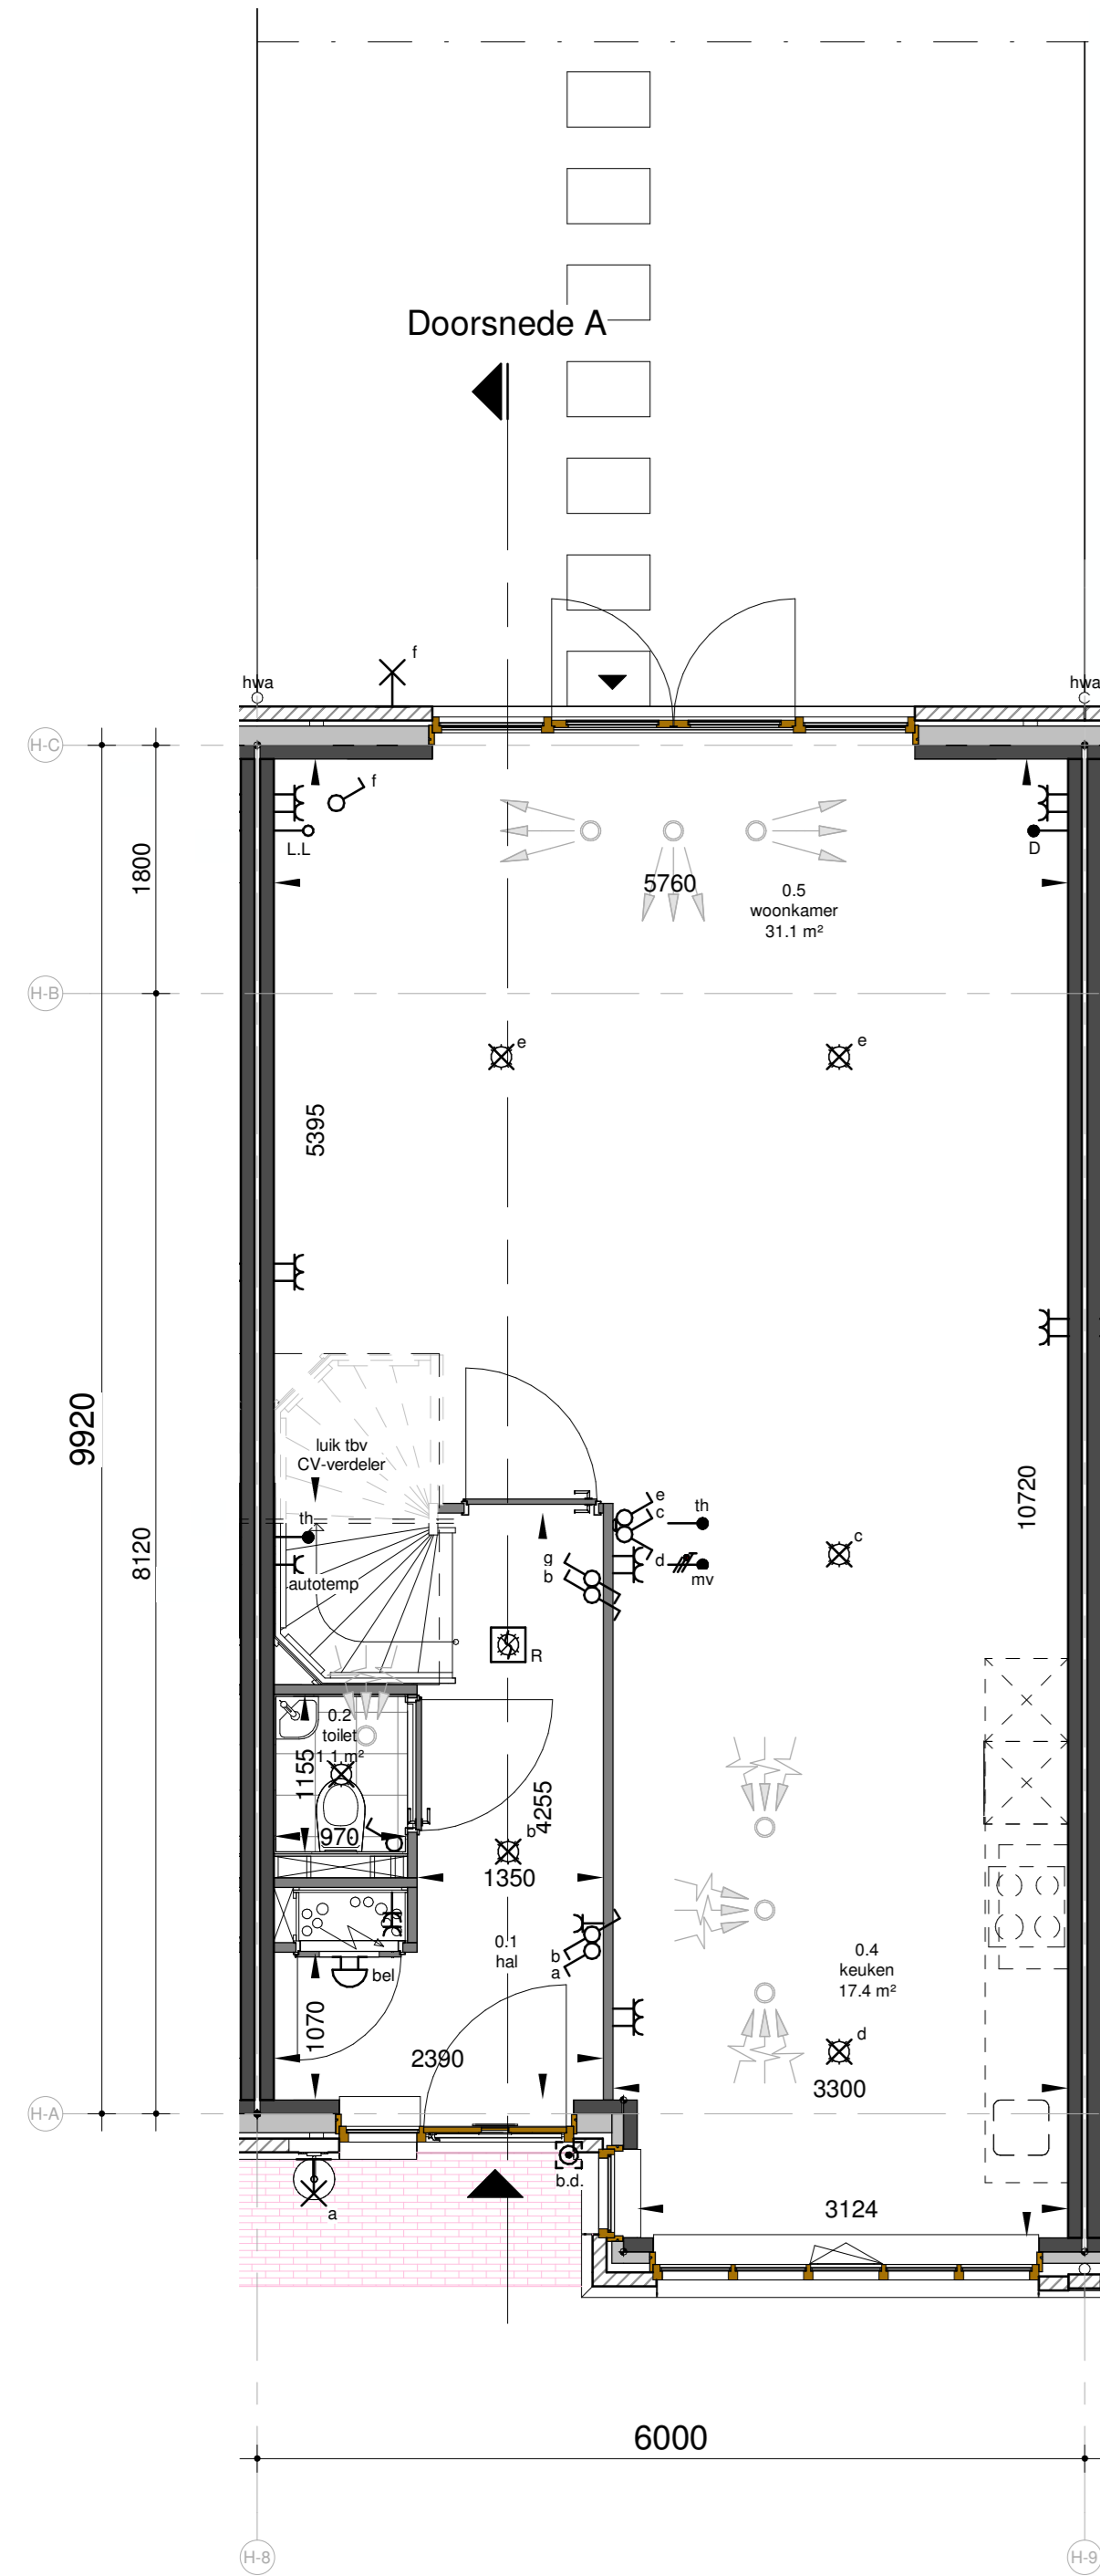 Doorsnede A
f
hwa
hwa
H-C
f
L.L
D
1800
5760
0.5
woonkamer
31.1 m²
H-B
e
e
5395
9920
luik tbv
CV-verdeler
10720
e
c
th
th
g
b
d
mv
c
8120
autotemp
R
0.2
toilet
1.1 m²
1155
970
4255
b
1350
0.1
hal
b
a
bel
0.4
keuken
17.4 m²
1070
2390
d
3300
H-A
b.d.
a
3124
6000
H-8
H-9